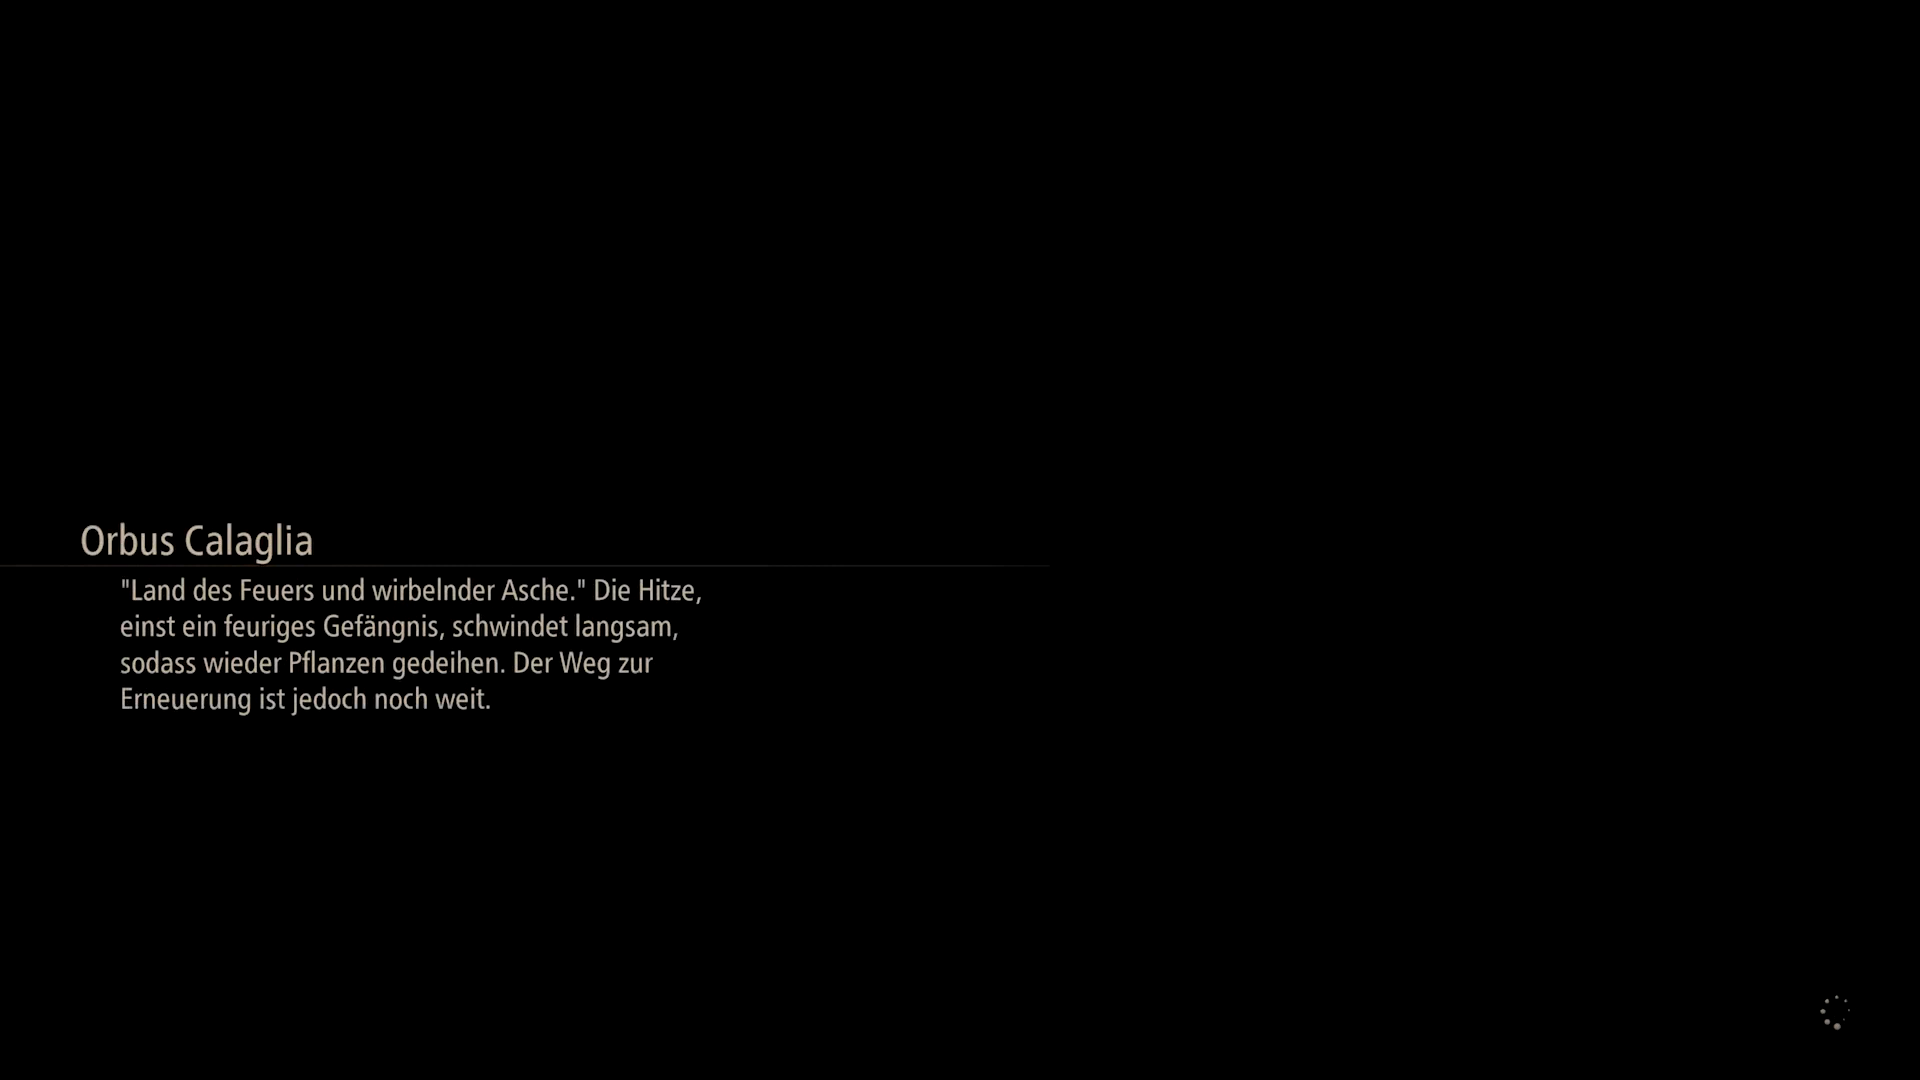 Orbus Calaglia
"Land des Feuers und wirbelnder Asche." Die Hitze,
einst ein feuriges Gefängnis, schwindet langsam,
sodass wieder Pflanzen gedeihen. Der Weg zur
Erneuerung ist jedoch noch weit.